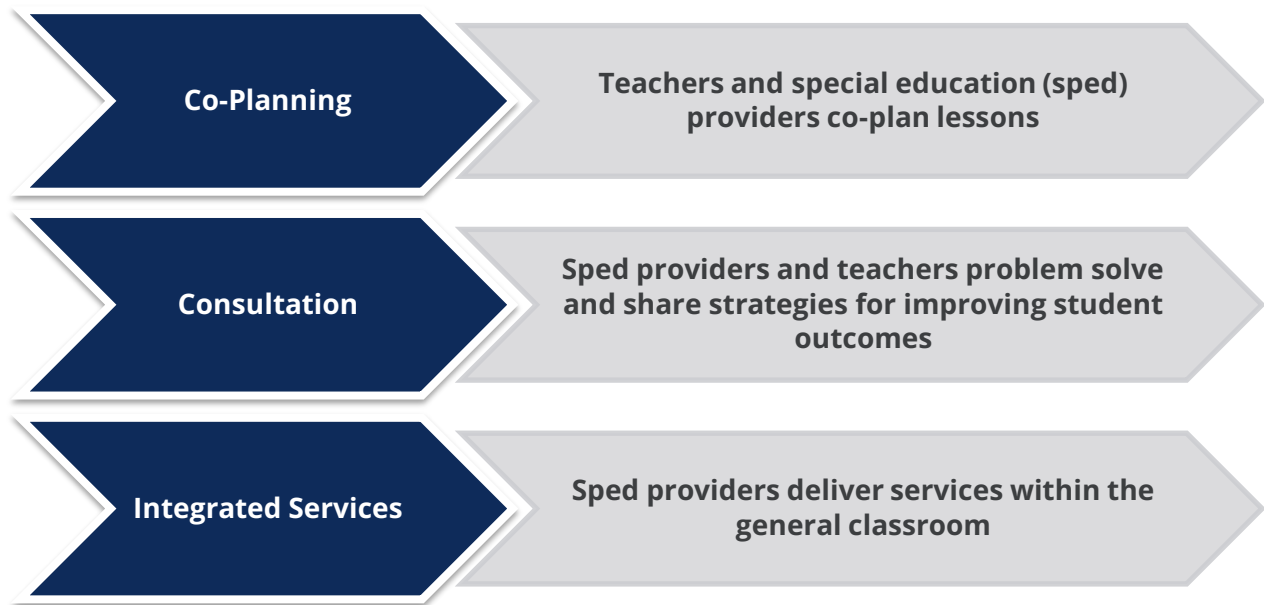 Co-Planning
Teachers and special education (sped)
providers co-plan lessons
Consultation
Sped providers and teachers problem solve
and share strategies for improving student
outcomes
Integrated Services
Sped providers deliver services within the
general classroom